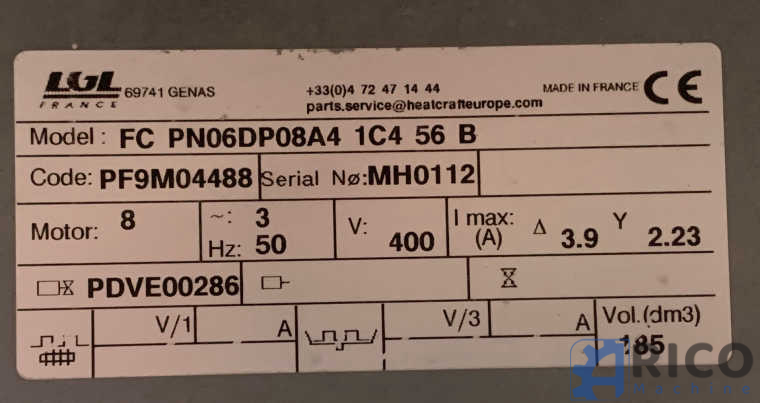 LGL 69741 GENAS +33(0)4 72 47 14 44 MADE IN FRANCE CE
FRANCE parts.service@heatcrafteurope.com
Model: FC PN06DP08A4 1C4 56 B
Code: PF9M04488 Serial Nø:MH0112
Motor: 8 ~: 3 V: 400 I max: Δ 3.9 Y 2.23
Hz: 50 (A)
PDVE00286
V/1 A V/3 A Vol.(dm3)
185
RICO
Machine